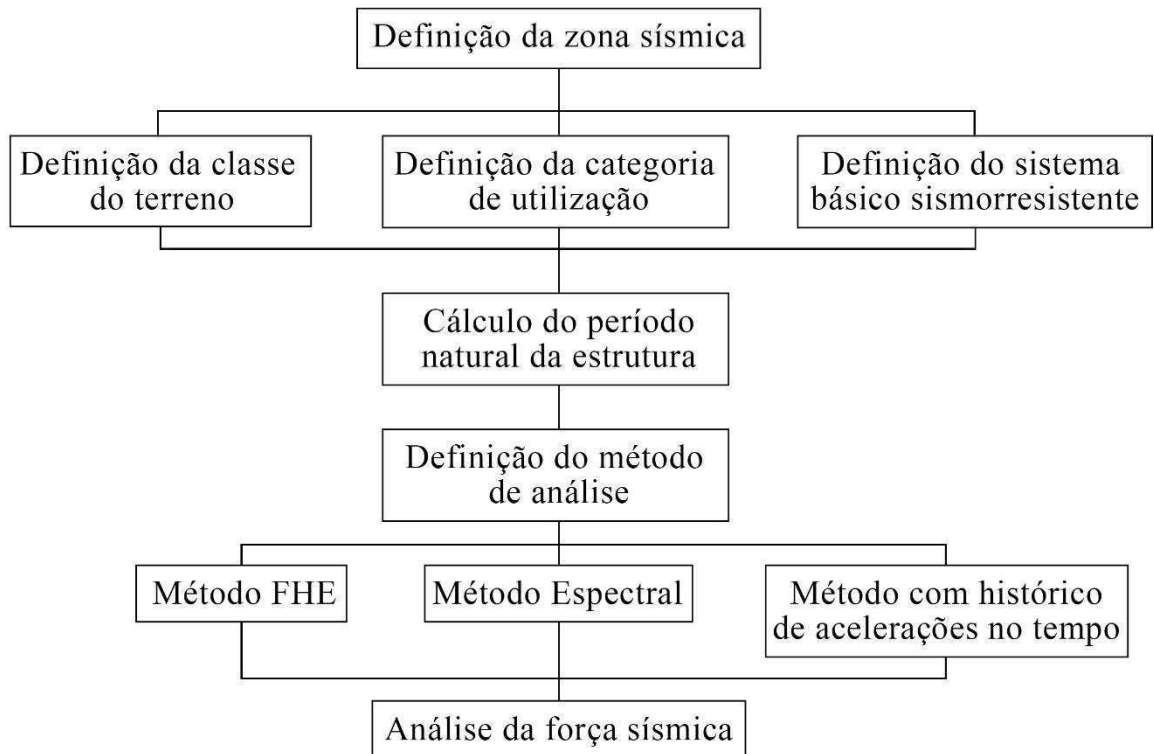 Definição da zona sísmica
Definição da classe
do terreno
Definição da categoria
de utilização
Definição do sistema
básico sismorresistente
Cálculo do período
natural da estrutura
Definição do método
de análise
Método FHE
Método Espectral
Método com histórico
de acelerações no tempo
Análise da força sísmica